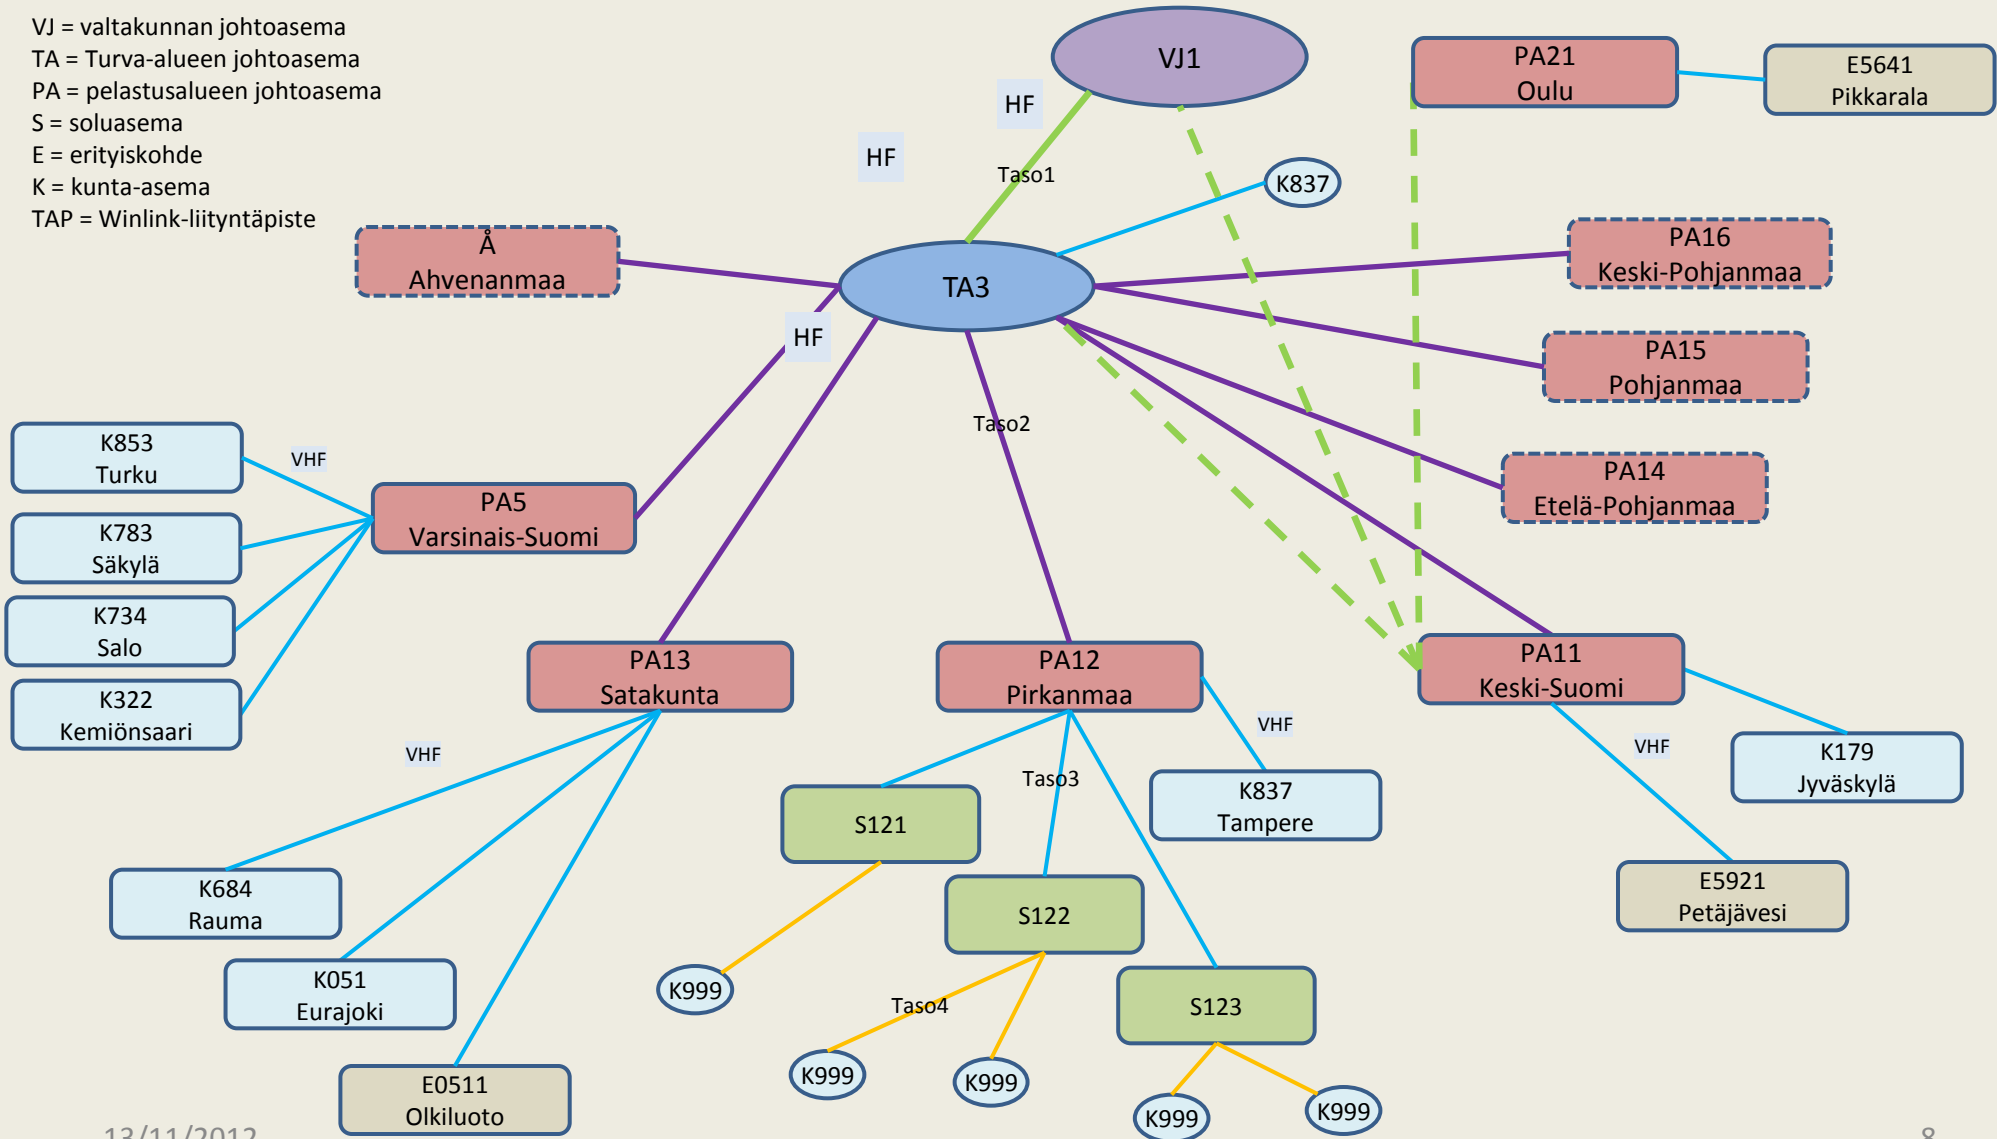 VJ = valtakunnan johtoasema
TA = Turva-alueen johtoasema
PA = pelastusalueen johtoasema
S = soluasema
E = erityiskohde
K = kunta-asema
TAP = Winlink-liityntäpiste
VJ1
PA21
Oulu
E5641
Pikkarala
HF
HF
Taso1
K837
Å
Ahvenanmaa
TA3
PA16
Keski-Pohjanmaa
HF
PA15
Pohjanmaa
Taso2
K853
Turku
VHF
PA14
Etelä-Pohjanmaa
PA5
Varsinais-Suomi
K783
Säkylä
K734
Salo
K322
Kemiönsaari
PA13
Satakunta
PA12
Pirkanmaa
PA11
Keski-Suomi
VHF
VHF
VHF
Taso3
K837
Tampere
K179
Jyväskylä
S121
K684
Rauma
S122
E5921
Petäjävesi
K051
Eurajoki
K999
Taso4
S123
K999
K999
E0511
Olkiluoto
K999
K999
13/11/2012
8